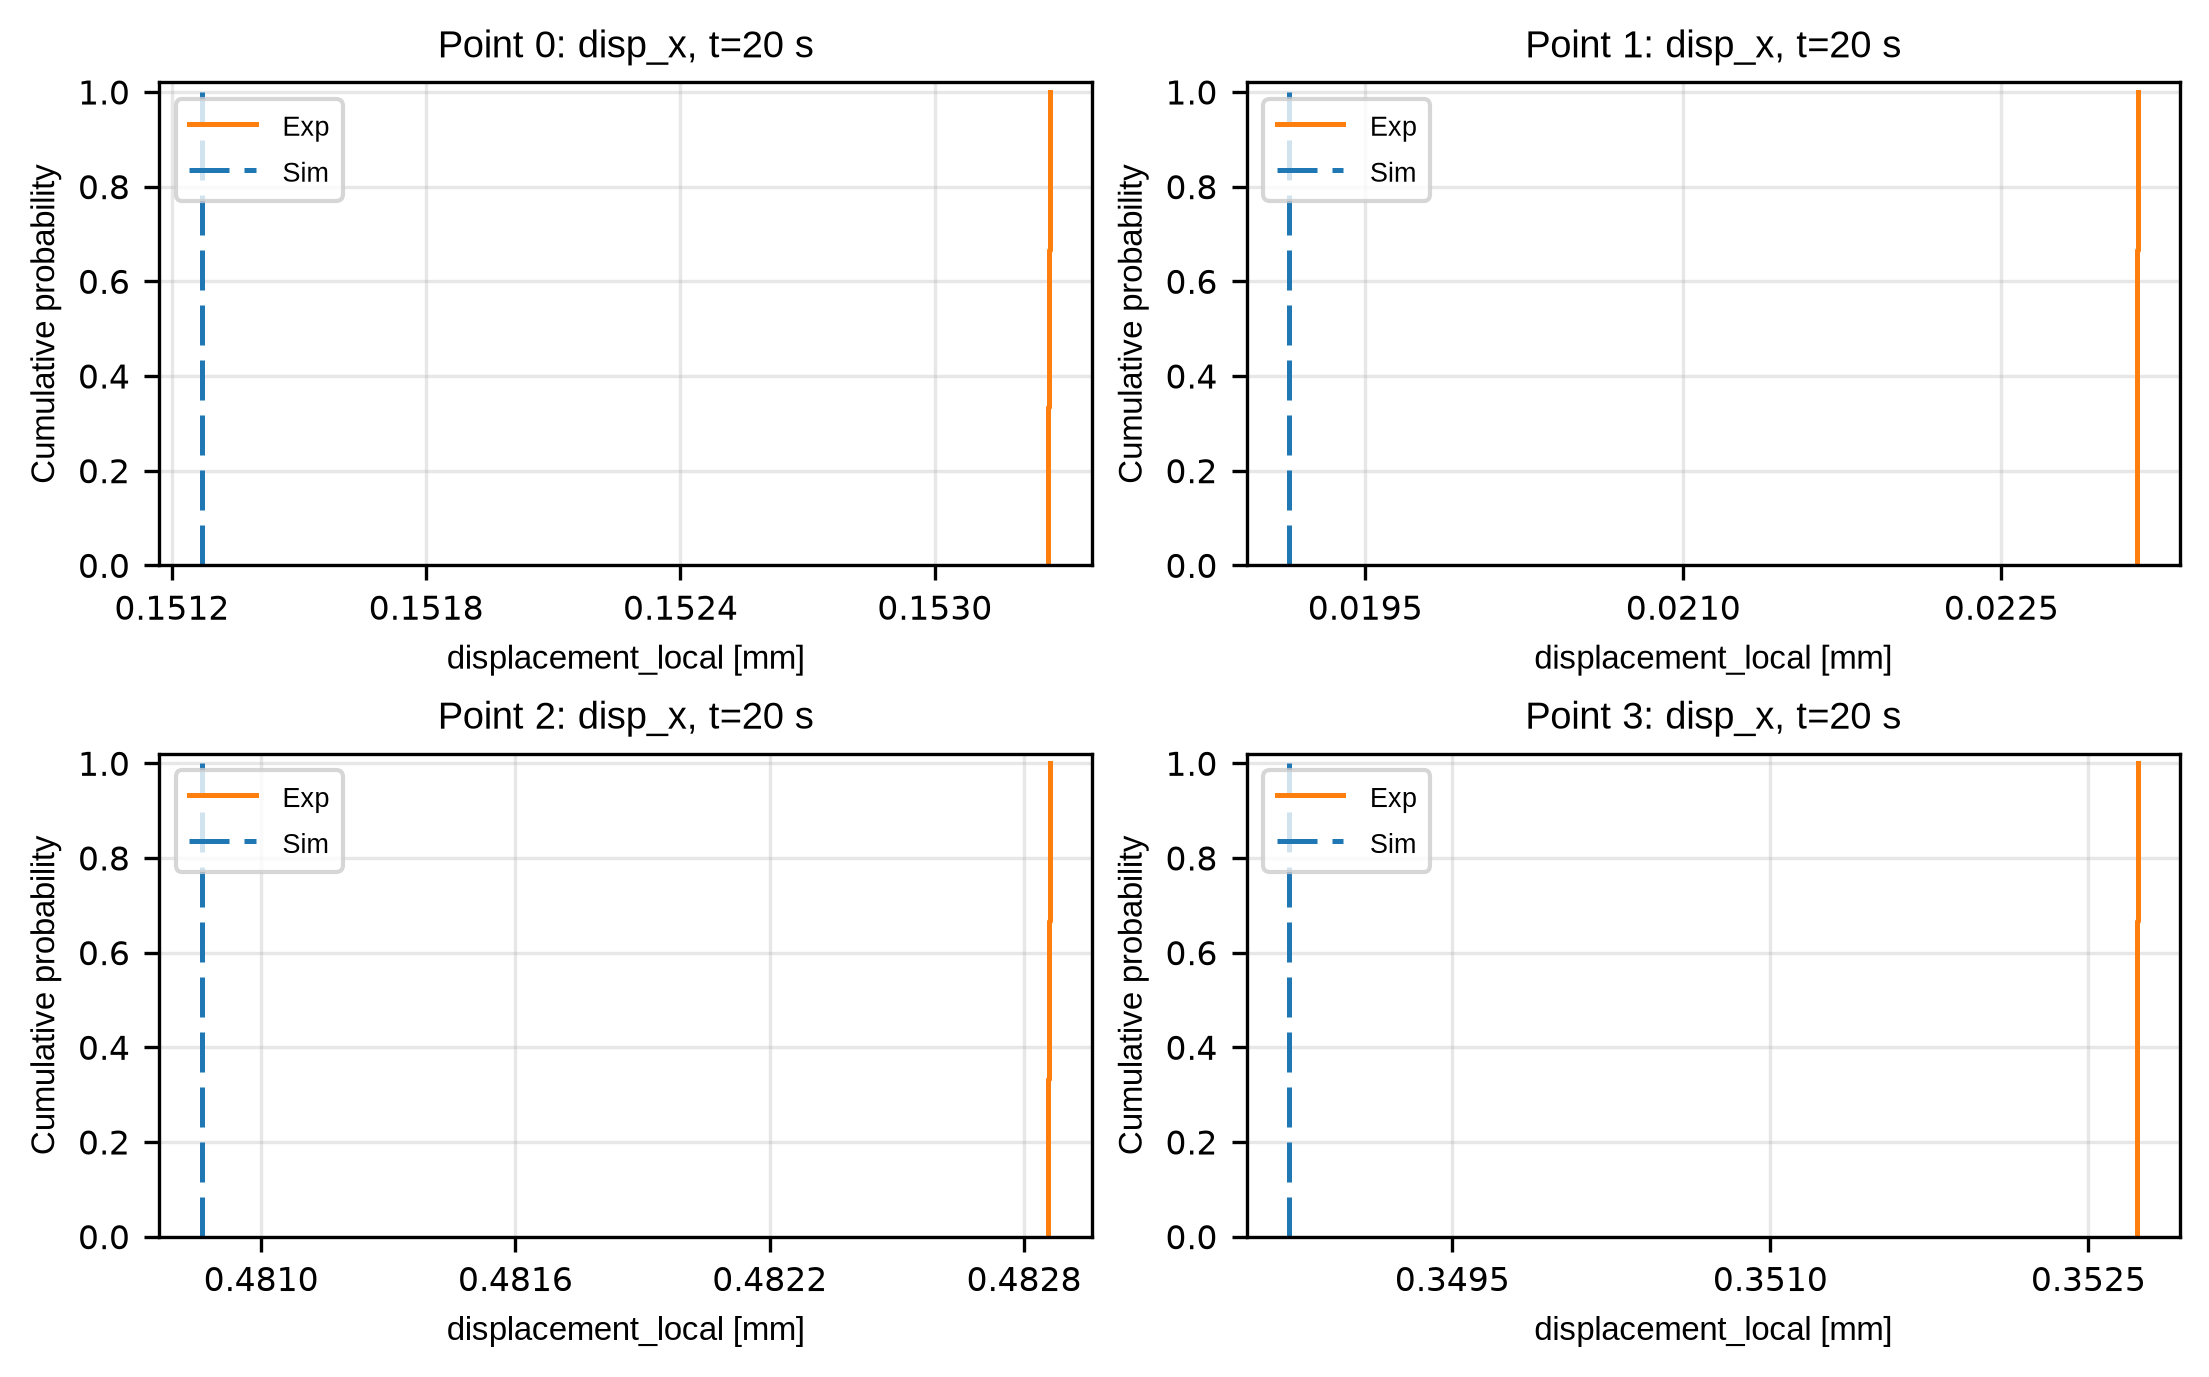 Point 0: disp_x, t=20 s
1.0
0.8
0.6
0.4
0.2
0.0
Cumulative probability
Exp
Sim
0.1512 0.1518 0.1524 0.1530
displacement_local [mm]
Point 1: disp_x, t=20 s
1.0
0.8
0.6
0.4
0.2
0.0
Cumulative probability
Exp
Sim
0.0195 0.0210 0.0225
displacement_local [mm]
Point 2: disp_x, t=20 s
1.0
0.8
0.6
0.4
0.2
0.0
Cumulative probability
Exp
Sim
0.4810 0.4816 0.4822 0.4828
displacement_local [mm]
Point 3: disp_x, t=20 s
1.0
0.8
0.6
0.4
0.2
0.0
Cumulative probability
Exp
Sim
0.3495 0.3510 0.3525
displacement_local [mm]